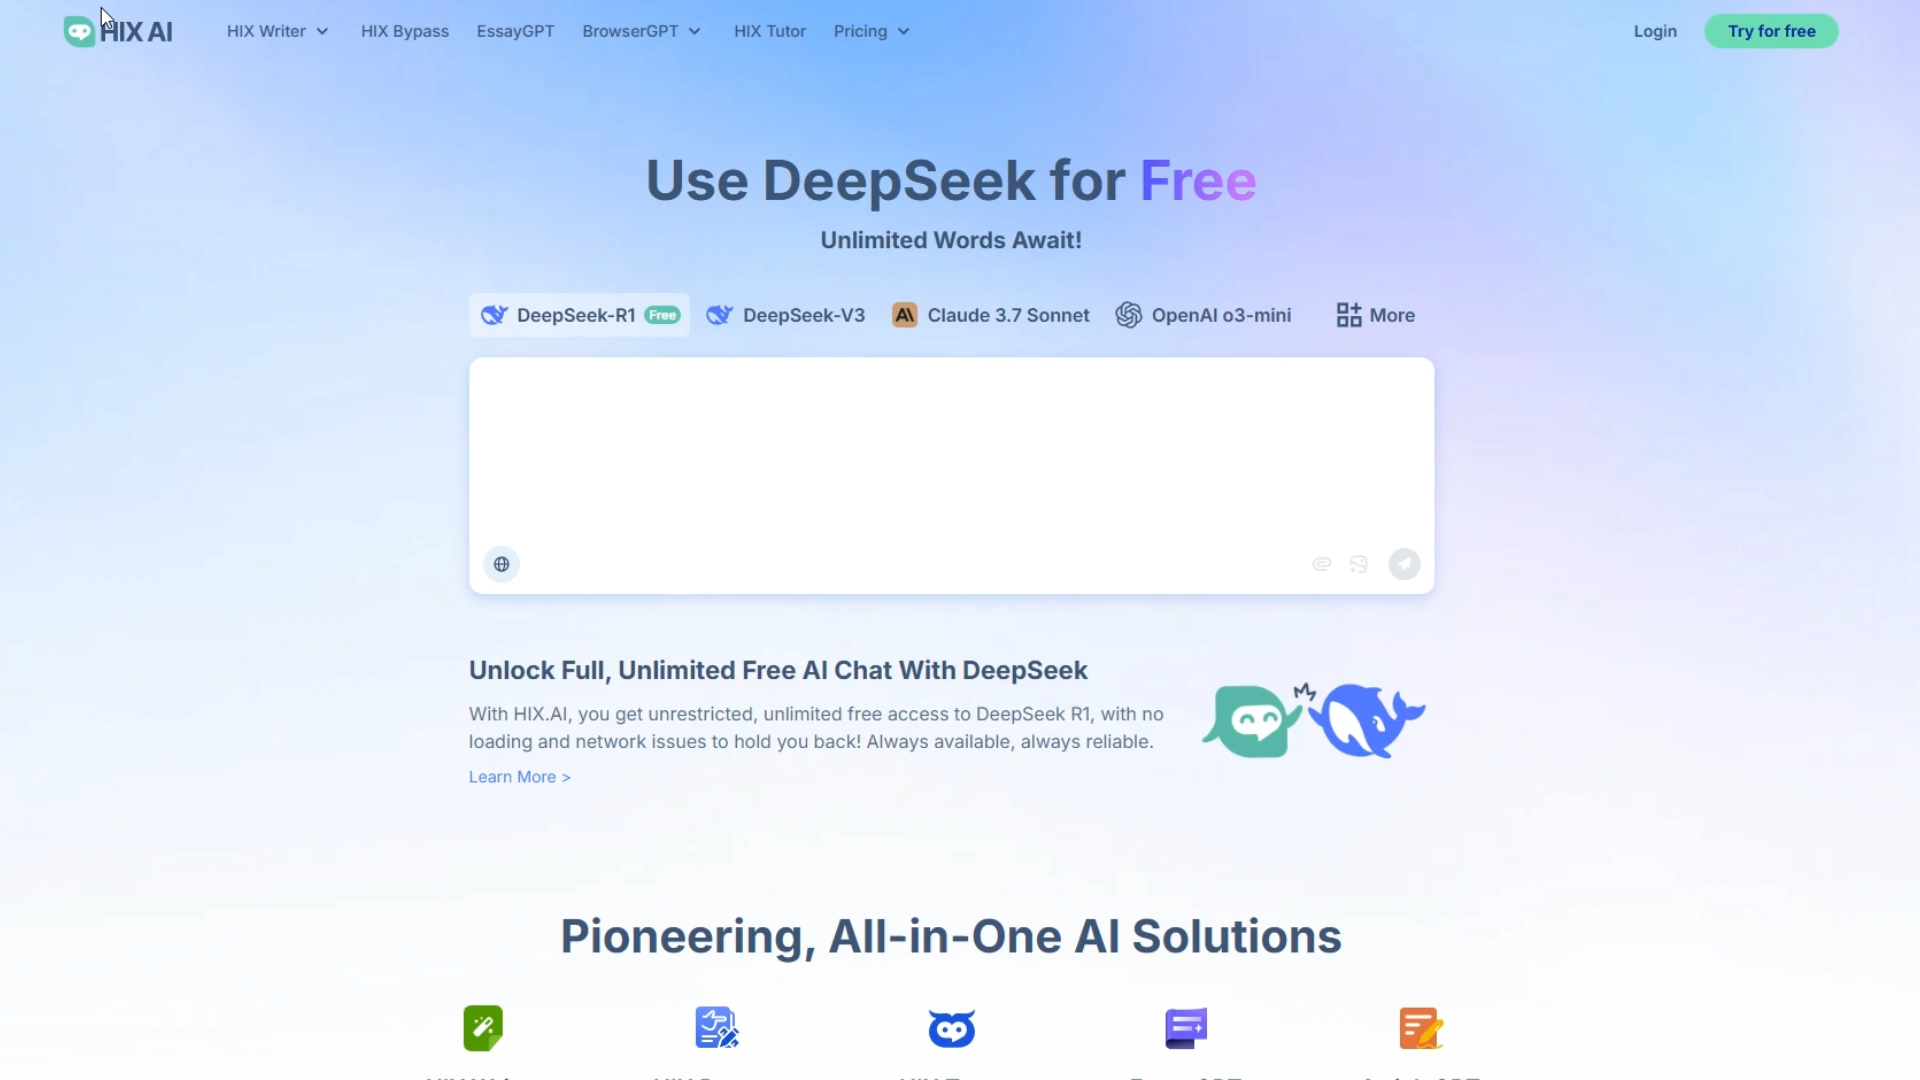 HIX AI
HIX Writer
HIX Bypass
EssayGPT
BrowserGPT
HIX Tutor
Pricing
Login
Try for free
Use DeepSeek for Free
Unlimited Words Await!
DeepSeek-R1 Free
DeepSeek-V3
Claude 3.7 Sonnet
OpenAI o3-mini
More
Unlock Full, Unlimited Free AI Chat With DeepSeek
With HIX.AI, you get unrestricted, unlimited free access to DeepSeek R1, with no
loading and network issues to hold you back! Always available, always reliable.
Learn More >
Pioneering, All-in-One AI Solutions